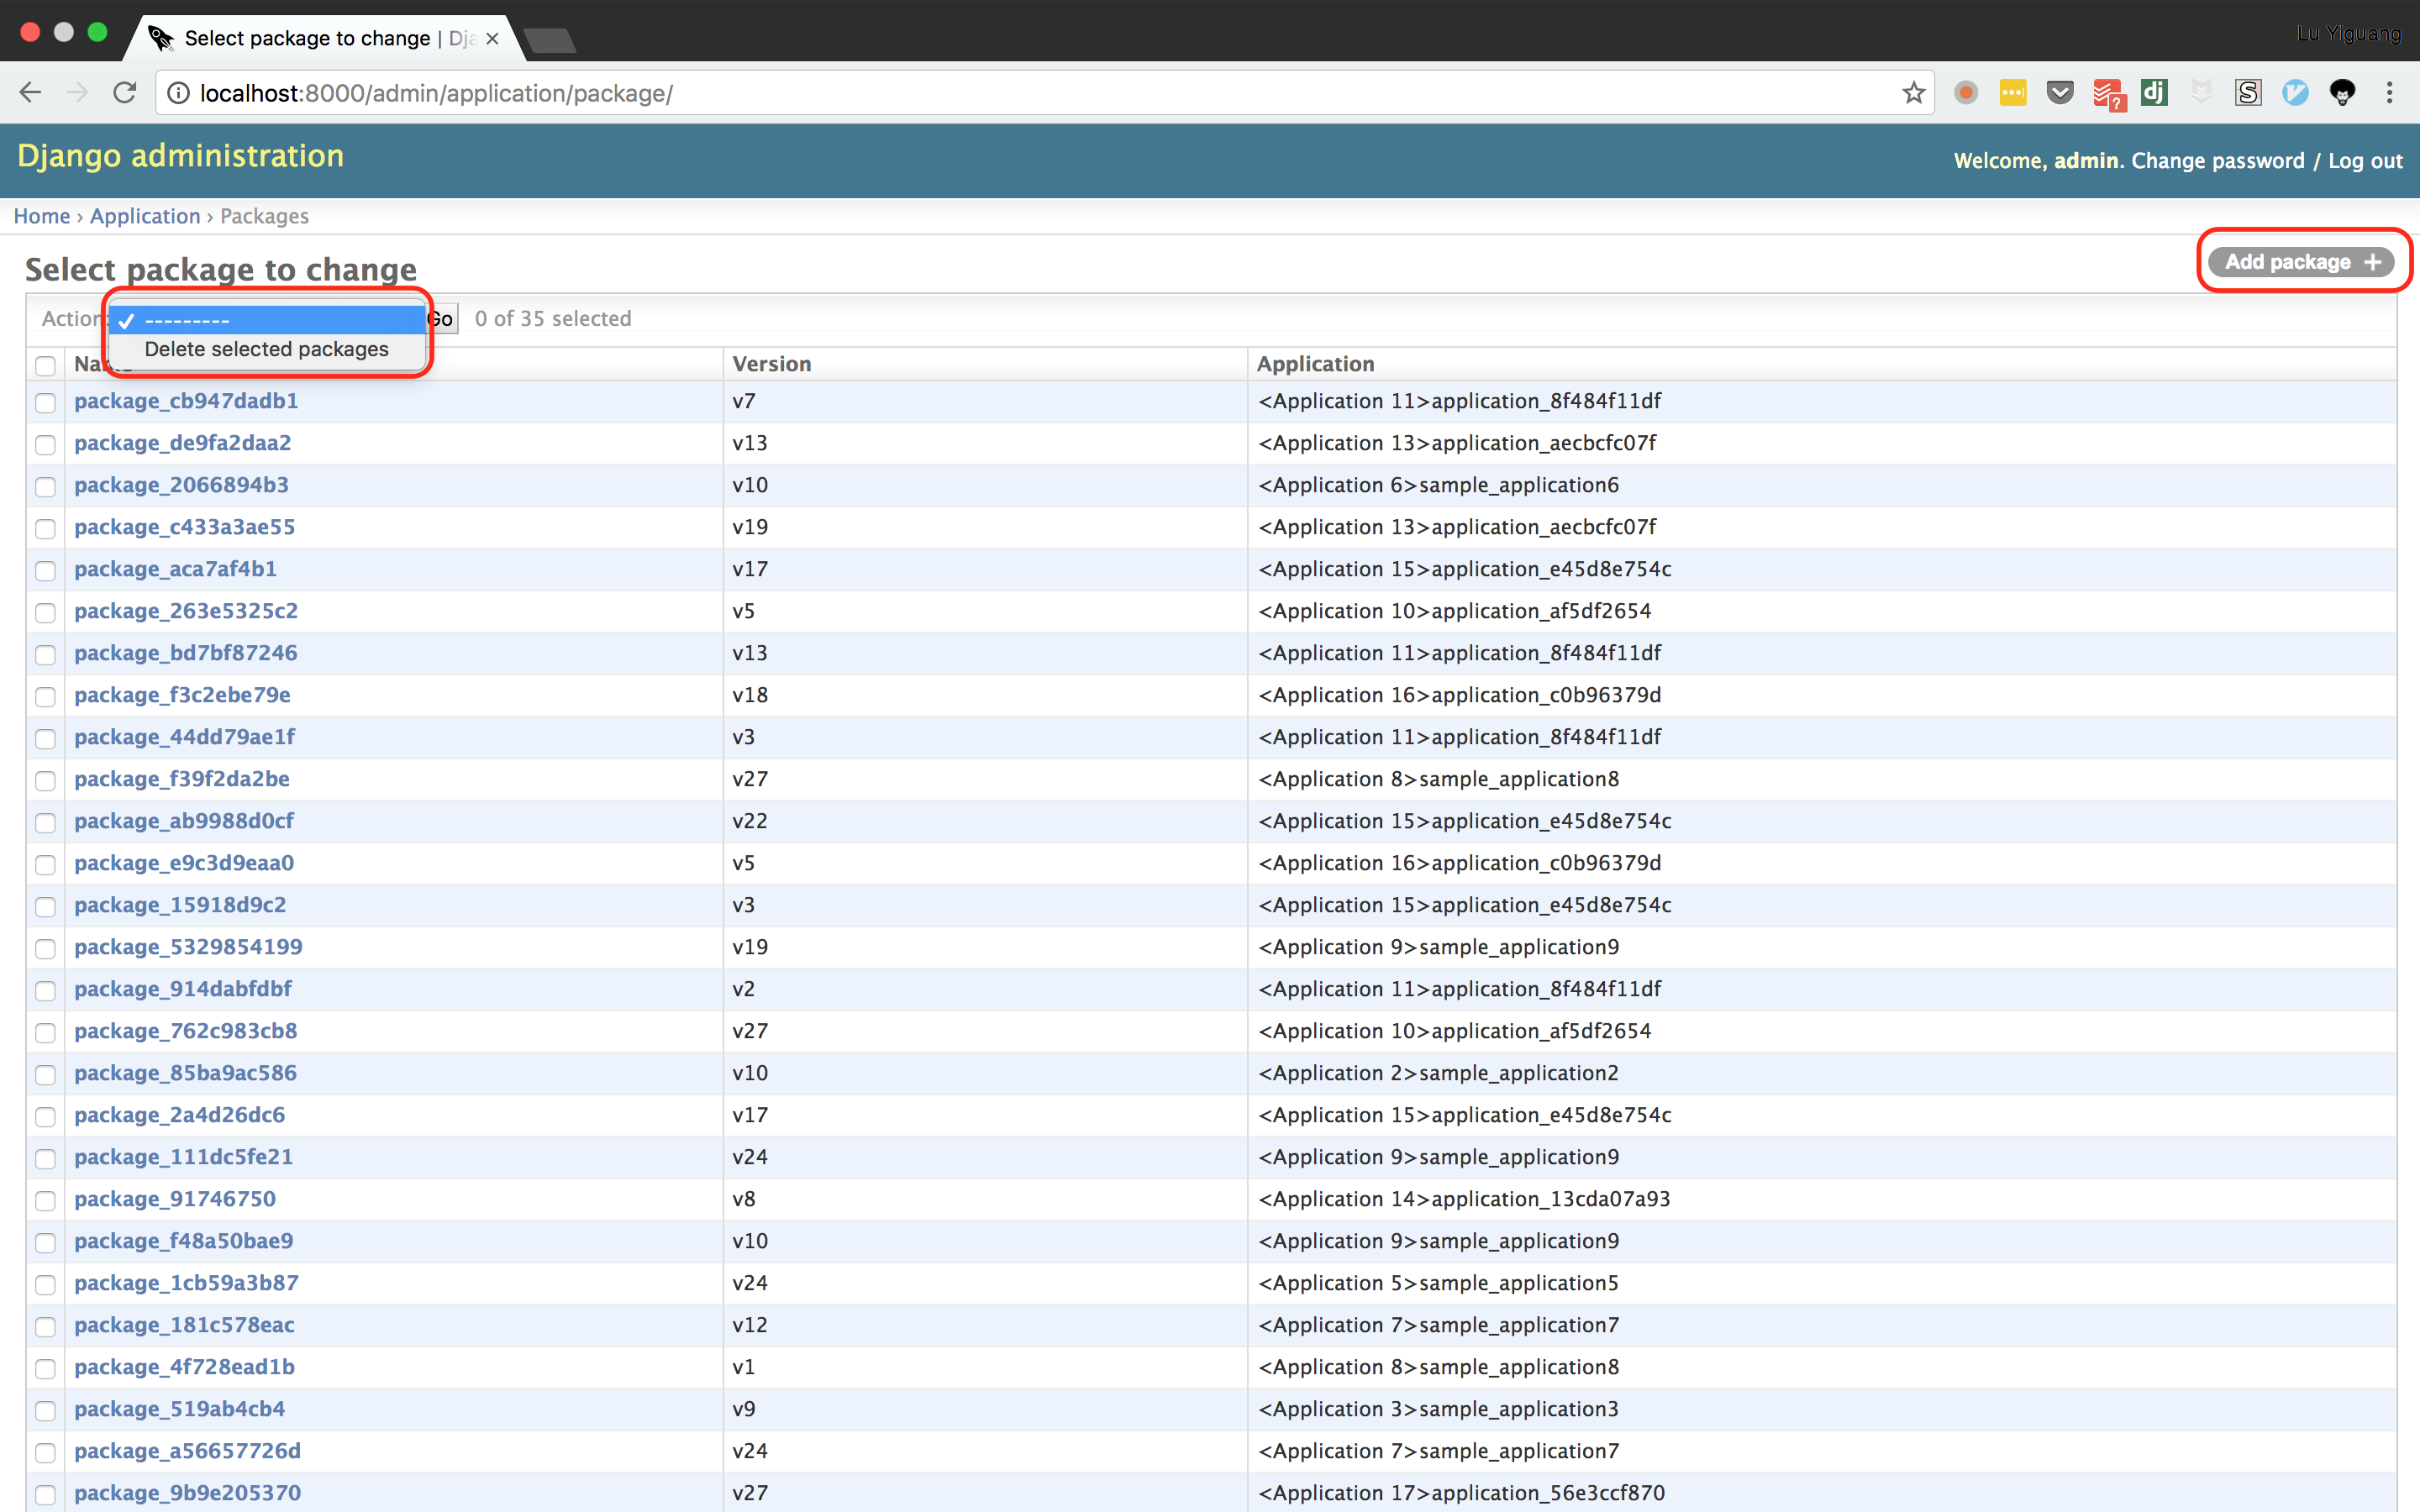 Select package to change | Dja
Lu Yiguang
localhost:8000/admin/application/package/
Django administration
Welcome, admin. Change password / Log out
Home › Application › Packages
Select package to change
Add package +
Action: --------- Go 0 of 35 selected
Delete selected packages
Version Application
package_cb947dadb1 v7 <Application 11>application_8f484f11df
package_de9fa2daa2 v13 <Application 13>application_aecbcfc07f
package_2066894b3 v10 <Application 6>sample_application6
package_c433a3ae55 v19 <Application 13>application_aecbcfc07f
package_aca7af4b1 v17 <Application 15>application_e45d8e754c
package_263e5325c2 v5 <Application 10>application_af5df2654
package_bd7bf87246 v13 <Application 11>application_8f484f11df
package_f3c2ebe79e v18 <Application 16>application_c0b96379d
package_44dd79ae1f v3 <Application 11>application_8f484f11df
package_f39f2da2be v27 <Application 8>sample_application8
package_ab9988d0cf v22 <Application 15>application_e45d8e754c
package_e9c3d9eaa0 v5 <Application 16>application_c0b96379d
package_15918d9c2 v3 <Application 15>application_e45d8e754c
package_5329854199 v19 <Application 9>sample_application9
package_914dabfdbf v2 <Application 11>application_8f484f11df
package_762c983cb8 v27 <Application 10>application_af5df2654
package_85ba9ac586 v10 <Application 2>sample_application2
package_2a4d26dc6 v17 <Application 15>application_e45d8e754c
package_111dc5fe21 v24 <Application 9>sample_application9
package_91746750 v8 <Application 14>application_13cda07a93
package_f48a50bae9 v10 <Application 9>sample_application9
package_1cb59a3b87 v24 <Application 5>sample_application5
package_181c578eac v12 <Application 7>sample_application7
package_4f728ead1b v1 <Application 8>sample_application8
package_519ab4cb4 v9 <Application 3>sample_application3
package_a56657726d v24 <Application 7>sample_application7
package_9b9e205370 v27 <Application 17>application_56e3ccf870